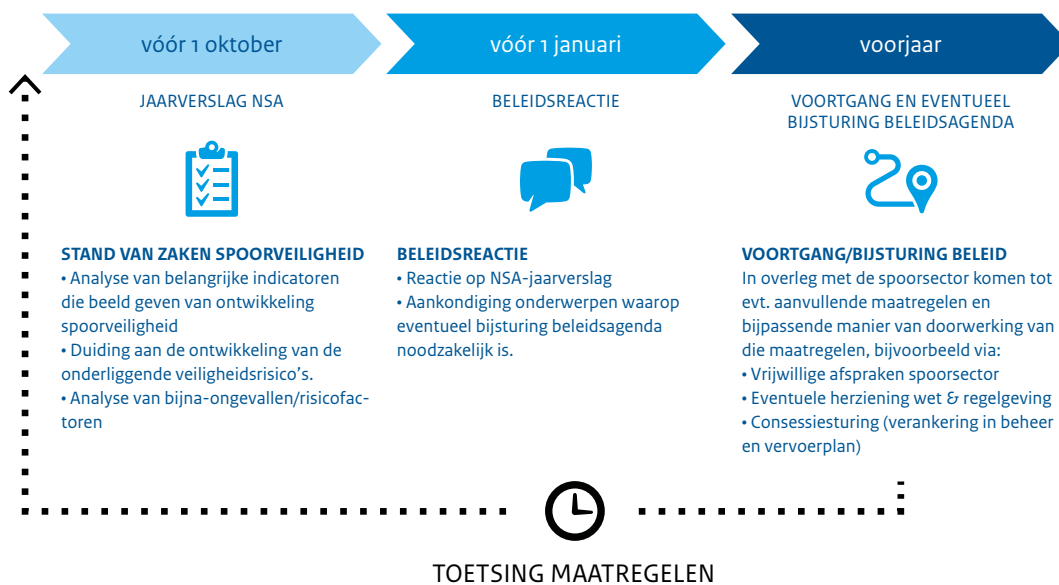 vóór 1 oktober
vóór 1 januari
voorjaar
JAARVERSLAG NSA
BELEIDSREACTIE
VOORTGANG EN EVENTUEEL
BIJSTURING BELEIDSAGENDA
STAND VAN ZAKEN SPOORVEILIGHEID
• Analyse van belangrijke indicatoren
die beeld geven van ontwikkeling
spoorveiligheid
• Duiding aan de ontwikkeling van de
onderliggende veiligheidsrisico's.
• Analyse van bijna-ongevallen/risicofac-
toren
BELEIDSREACTIE
• Reactie op NSA-jaarverslag
• Aankondiging onderwerpen waarop
eventueel bijsturing beleidsagenda
noodzakelijk is.
VOORTGANG/BIJSTURING BELEID
In overleg met de spoorsector komen tot
evt. aanvullende maatregelen en
bijpassende manier van doorwerking van
die maatregelen, bijvoorbeeld via:
• Vrijwillige afspraken spoorsector
• Eventuele herziening wet & regelgeving
• Consessiesturing (verankering in beheer
en vervoerplan)
TOETSING MAATREGELEN